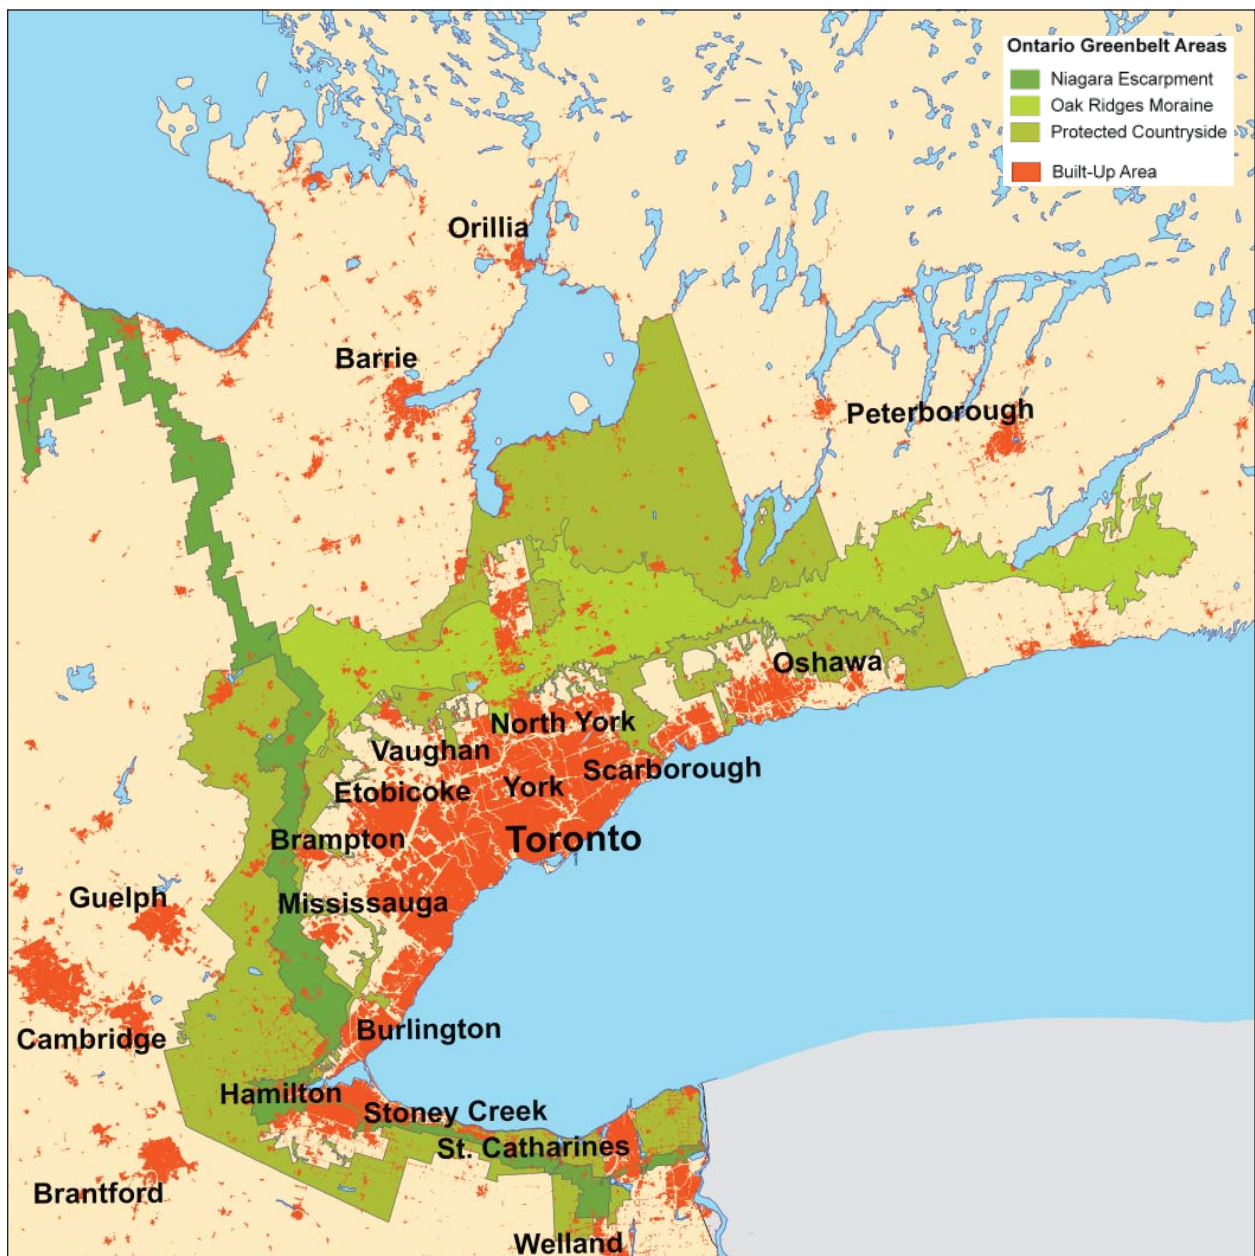 Ontario Greenbelt Areas
Niagara Escarpment
Oak Ridges Moraine
Protected Countryside
Built-Up Area
Orillia
Barrie
Peterborough
Oshawa
North York
Vaughan
Scarborough
Etobicoke
York
Toronto
Brampton
Guelph
Mississauga
Burlington
Cambridge
Hamilton
Stoney Creek
St. Catharines
Brantford
Welland